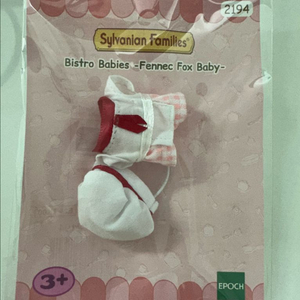 2194
Sylvanian Families®
Bistro Babies -Fennec Fox Baby-
3+
EPOCH